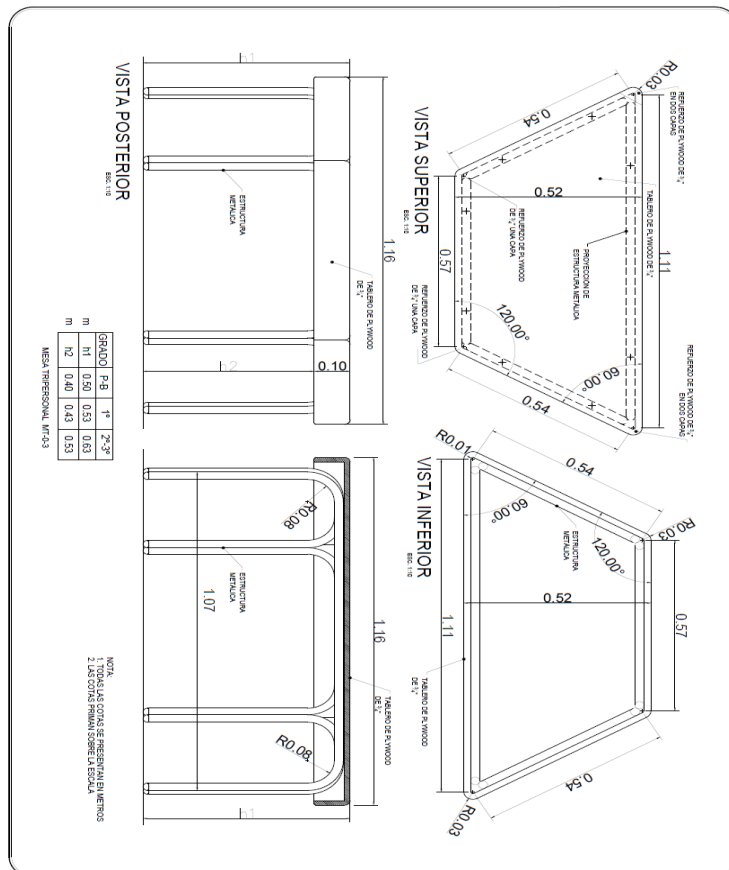 REFUERZO DE PLYWOOD DE ¾"
EN DOS CAPAS
R0.03
1.11
TABLERO DE PLYWOOD DE ¾"
REFUERZO DE PLYWOOD DE ¾"
EN DOS CAPAS
0.54
0.52
PROYECCIÓN DE
ESTRUCTURA METÁLICA
60.00°
0.54
REFUERZO DE PLYWOOD
DE ¾" UNA CAPA
120.00°
0.57
REFUERZO DE PLYWOOD
DE ¾" UNA CAPA
VISTA SUPERIOR
ESC. 1:10
R0.03
0.57
120.00°
0.54
ESTRUCTURA
METÁLICA
0.52
0.54
60.00°
R0.01
1.11
R0.03
TABLERO DE PLYWOOD
DE ¾"
VISTA INFERIOR
ESC. 1:10
1.16
TABLERO DE PLYWOOD
DE ¾"
0.10
h1
h2
ESTRUCTURA
METÁLICA
VISTA POSTERIOR
ESC. 1:10
1.16
TABLERO DE PLYWOOD
DE ¾"
R0.08
R0.08
h1
ESTRUCTURA
METÁLICA
1.07
GRADO P-B 1° 2°-3°
m h1 0.50 0.53 0.63
m h2 0.40 0.43 0.53
MESA TRIPERSONAL MT-0-3
NOTA:
1. TODAS LAS COTAS SE PRESENTAN EN METROS
2. LAS COTAS PRIMAN SOBRE LA ESCALA